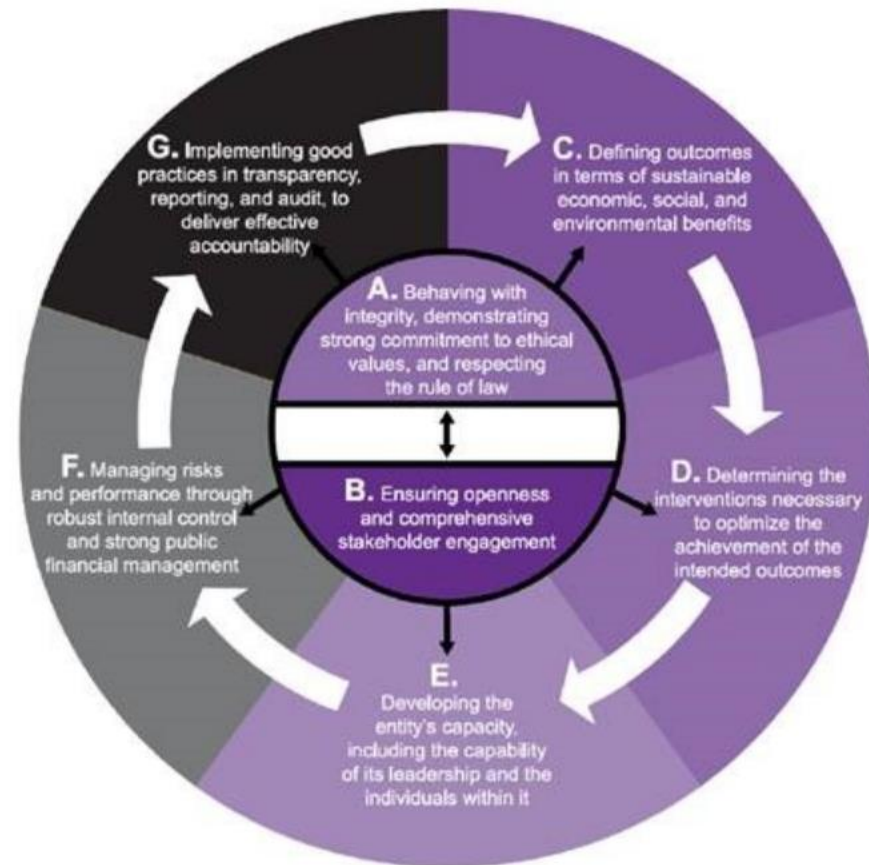 A. Behaving with
integrity, demonstrating
strong commitment to ethical
values, and respecting
the rule of law
B. Ensuring openness
and comprehensive
stakeholder engagement
C. Defining outcomes
in terms of sustainable
economic, social, and
environmental benefits
D. Determining the
interventions necessary
to optimize the
achievement of the
intended outcomes
E.
Developing the
entity's capacity,
including the capability
of its leadership and the
individuals within it
F. Managing risks
and performance through
robust internal control
and strong public
financial management
G. Implementing good
practices in transparency,
reporting, and audit, to
deliver effective
accountability